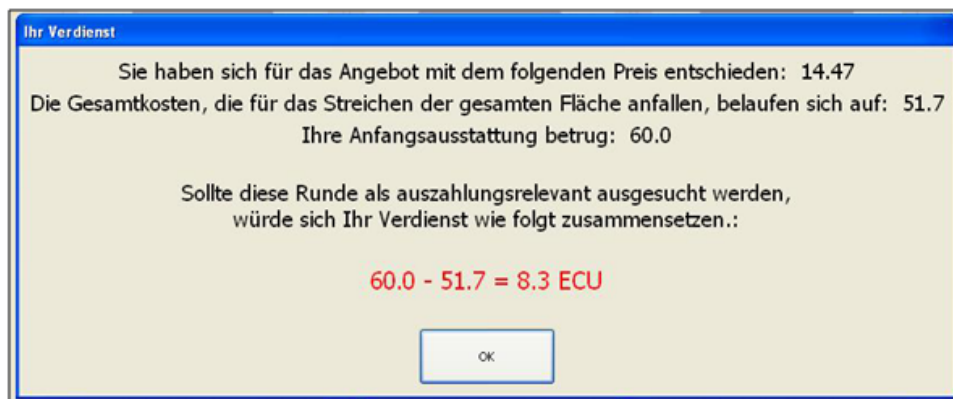 Ihr Verdienst
Sie haben sich für das Angebot mit dem folgenden Preis entschieden: 14.47
Die Gesamtkosten, die für das Streichen der gesamten Fläche anfallen, belaufen sich auf: 51.7
Ihre Anfangsausstattung betrug: 60.0
Sollte diese Runde als auszahlungsrelevant ausgesucht werden,
würde sich Ihr Verdienst wie folgt zusammensetzen.:
60.0 - 51.7 = 8.3 ECU
OK